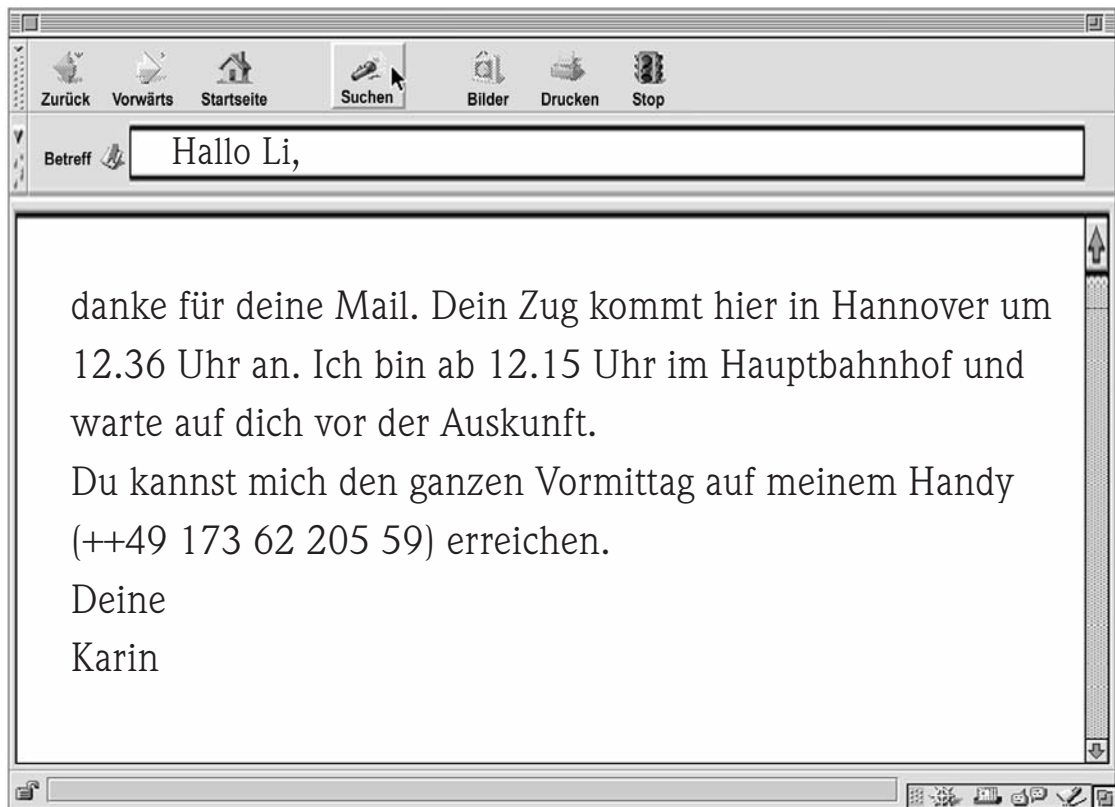 Zurück Vorwärts Startseite Suchen Bilder Drucken Stop
Betreff Hallo Li,
danke für deine Mail. Dein Zug kommt hier in Hannover um
12.36 Uhr an. Ich bin ab 12.15 Uhr im Hauptbahnhof und
warte auf dich vor der Auskunft.
Du kannst mich den ganzen Vormittag auf meinem Handy
(++49 173 62 205 59) erreichen.
Deine
Karin